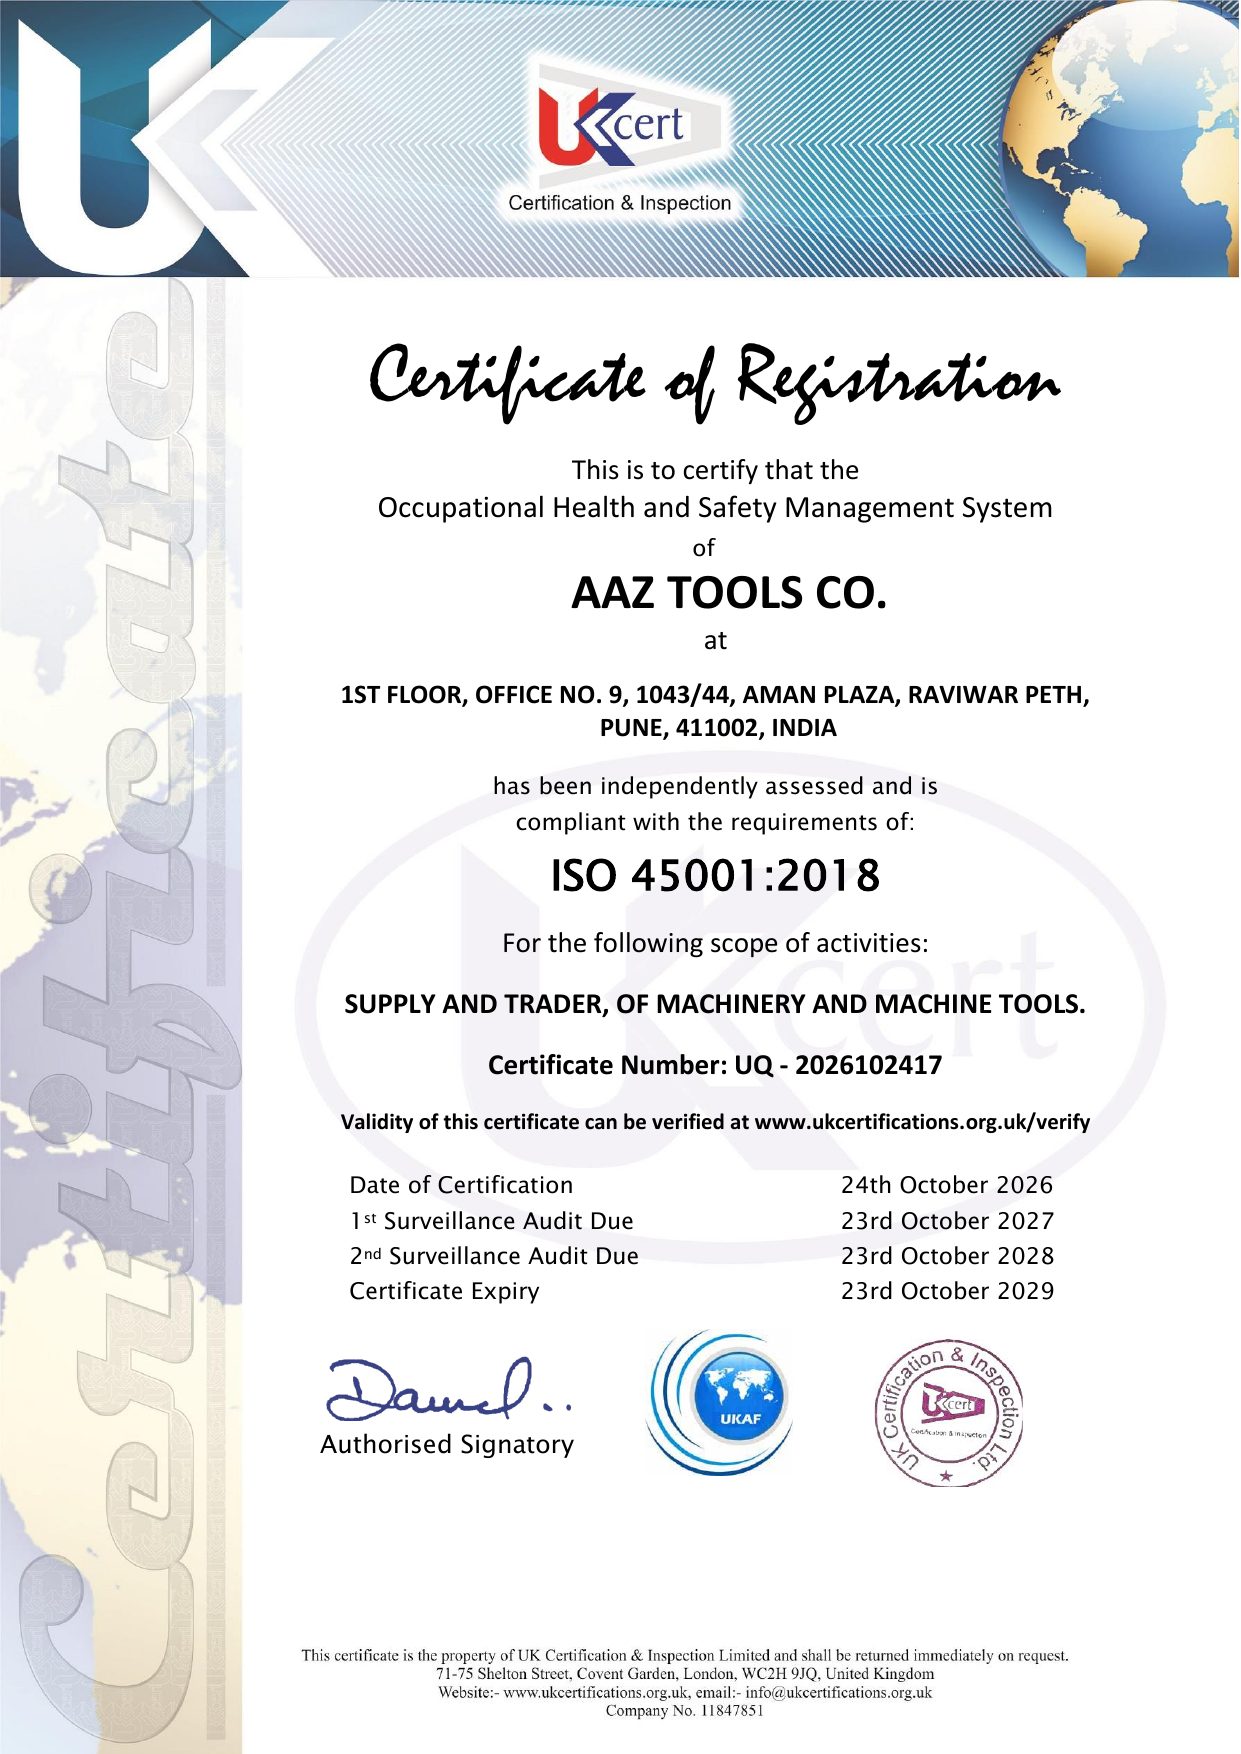 UK
UKcert
Certification & Inspection
Certificate
Certificate of Registration
This is to certify that the
Occupational Health and Safety Management System
of
AAZ TOOLS CO.
at
1ST FLOOR, OFFICE NO. 9, 1043/44, AMAN PLAZA, RAVIWAR PETH,
PUNE, 411002, INDIA
has been independently assessed and is
compliant with the requirements of:
ISO 45001:2018
For the following scope of activities:
SUPPLY AND TRADER, OF MACHINERY AND MACHINE TOOLS.
Certificate Number: UQ - 2026102417
Validity of this certificate can be verified at www.ukcertifications.org.uk/verify
Date of Certification 24th October 2026
1st Surveillance Audit Due 23rd October 2027
2nd Surveillance Audit Due 23rd October 2028
Certificate Expiry 23rd October 2029
Authorised Signatory
UKAF
UK Certification & Inspection Ltd.
UKcert
Certification & Inspection
This certificate is the property of UK Certification & Inspection Limited and shall be returned immediately on request.
71-75 Shelton Street, Covent Garden, London, WC2H 9JQ, United Kingdom
Website:- www.ukcertifications.org.uk, email:- info@ukcertifications.org.uk
Company No. 11847851